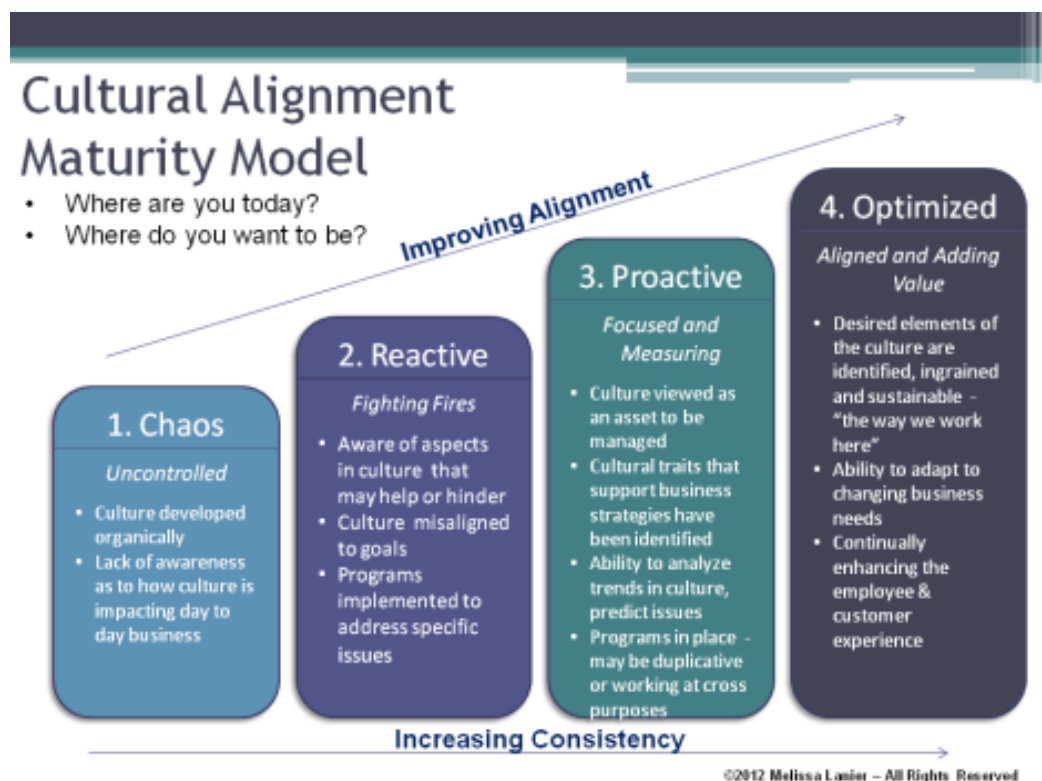 Cultural Alignment
Maturity Model
• Where are you today?
• Where do you want to be?
Improving Alignment
1. Chaos
Uncontrolled
• Culture developed
organically
• Lack of awareness
as to how culture is
impacting day to
day business
2. Reactive
Fighting Fires
• Aware of aspects
in culture that
may help or hinder
• Culture misaligned
to goals
• Programs
implemented to
address specific
issues
3. Proactive
Focused and
Measuring
• Culture viewed as
an asset to be
managed
• Cultural traits that
support business
strategies have
been identified
• Ability to analyze
trends in culture,
predict issues
• Programs in place -
may be duplicative
or working at cross
purposes
4. Optimized
Aligned and Adding
Value
• Desired elements of
the culture are
identified, ingrained
and sustainable -
"the way we work
here"
• Ability to adapt to
changing business
needs
• Continually
enhancing the
employee &
customer
experience
Increasing Consistency
©2012 Melissa Lanier – All Rights Reserved